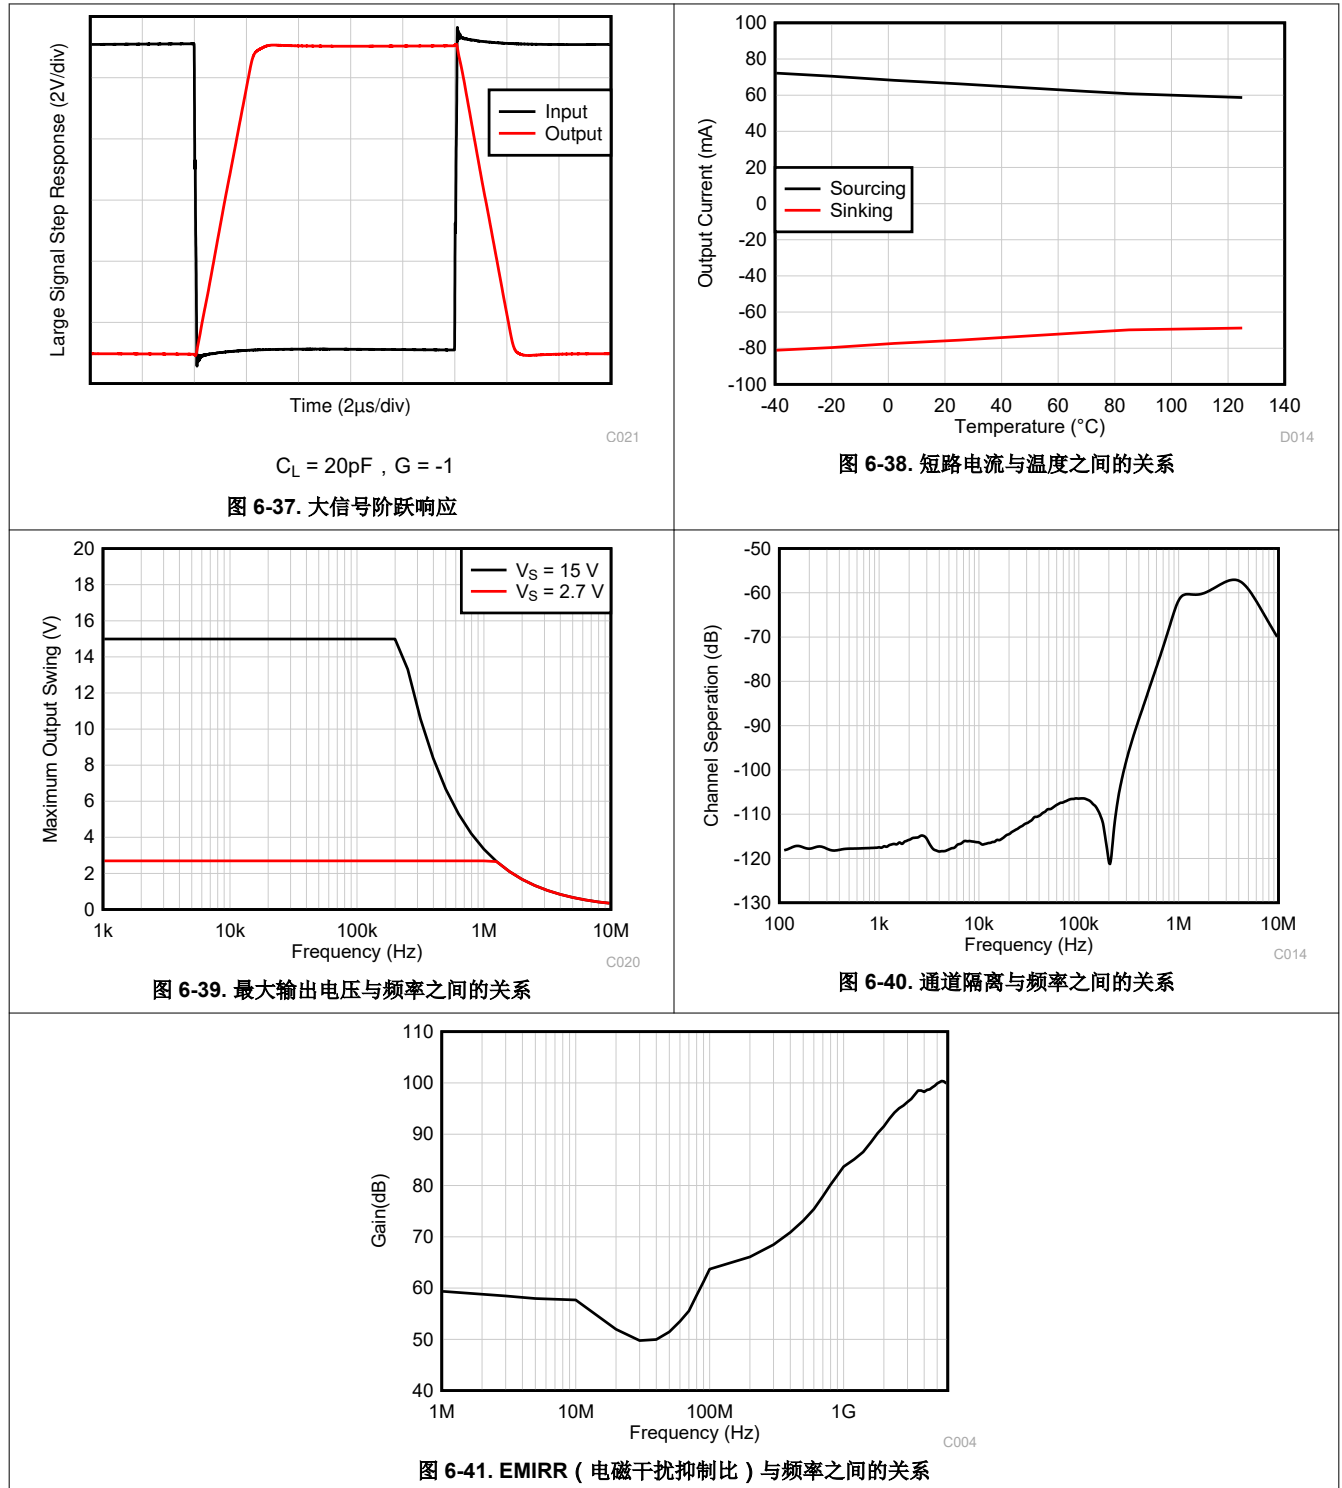 Large Signal Step Response (2V/div)
Input
Output
Time (2μs/div)
C021
C_L = 20pF，G = -1
图 6-37. 大信号阶跃响应
Output Current (mA)
100
80
60
40
20
0
-20
-40
-60
-80
-100
Sourcing
Sinking
-40 -20 0 20 40 60 80 100 120 140
Temperature (°C)
D014
图 6-38. 短路电流与温度之间的关系
Maximum Output Swing (V)
20
18
16
14
12
10
8
6
4
2
0
V_S = 15 V
V_S = 2.7 V
1k 10k 100k 1M 10M
Frequency (Hz)
C020
图 6-39. 最大输出电压与频率之间的关系
Channel Seperation (dB)
-50
-60
-70
-80
-90
-100
-110
-120
-130
100 1k 10k 100k 1M 10M
Frequency (Hz)
C014
图 6-40. 通道隔离与频率之间的关系
Gain(dB)
110
100
90
80
70
60
50
40
1M 10M 100M 1G
Frequency (Hz)
C004
图 6-41. EMIRR（电磁干扰抑制比）与频率之间的关系